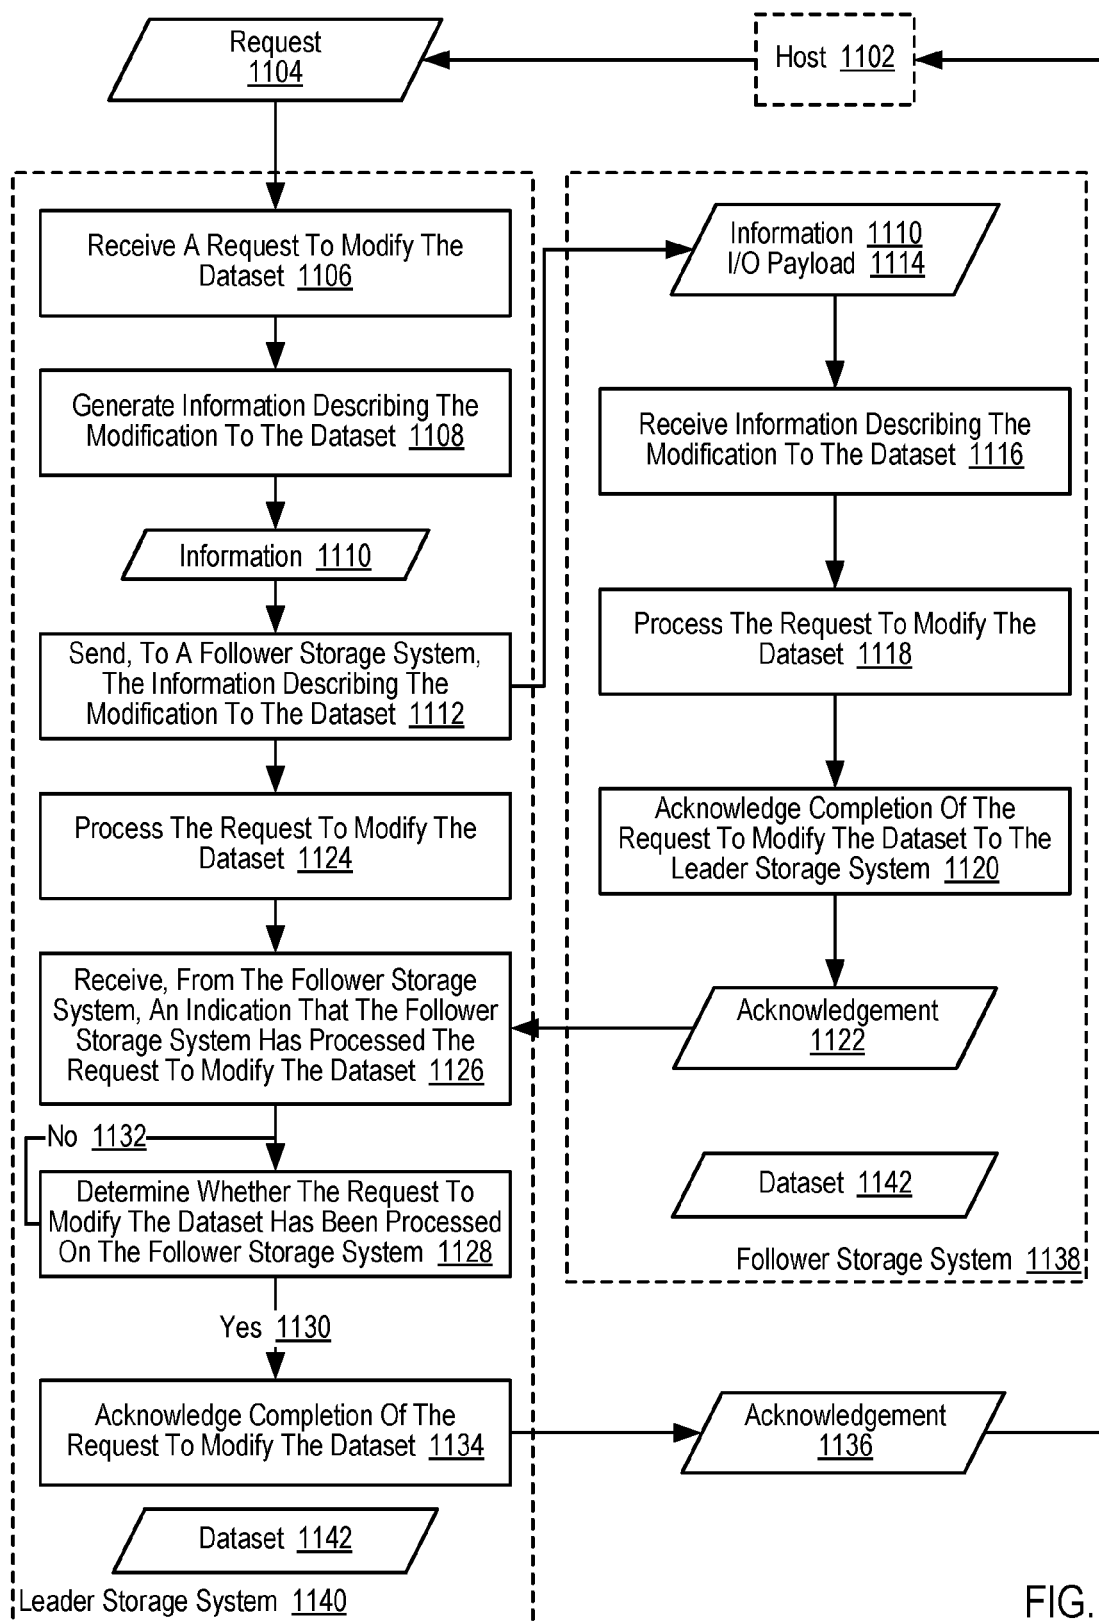 Request
1104
Host 1102
Receive A Request To Modify The
Dataset 1106
Generate Information Describing The
Modification To The Dataset 1108
Information 1110
Send, To A Follower Storage System,
The Information Describing The
Modification To The Dataset 1112
Process The Request To Modify The
Dataset 1124
Receive, From The Follower Storage
System, An Indication That The Follower
Storage System Has Processed The
Request To Modify The Dataset 1126
No 1132
Determine Whether The Request To
Modify The Dataset Has Been Processed
On The Follower Storage System 1128
Yes 1130
Acknowledge Completion Of The
Request To Modify The Dataset 1134
Dataset 1142
Leader Storage System 1140
Information 1110
I/O Payload 1114
Receive Information Describing The
Modification To The Dataset 1116
Process The Request To Modify The
Dataset 1118
Acknowledge Completion Of The
Request To Modify The Dataset To The
Leader Storage System 1120
Acknowledgement
1122
Dataset 1142
Follower Storage System 1138
Acknowledgement
1136
FIG.